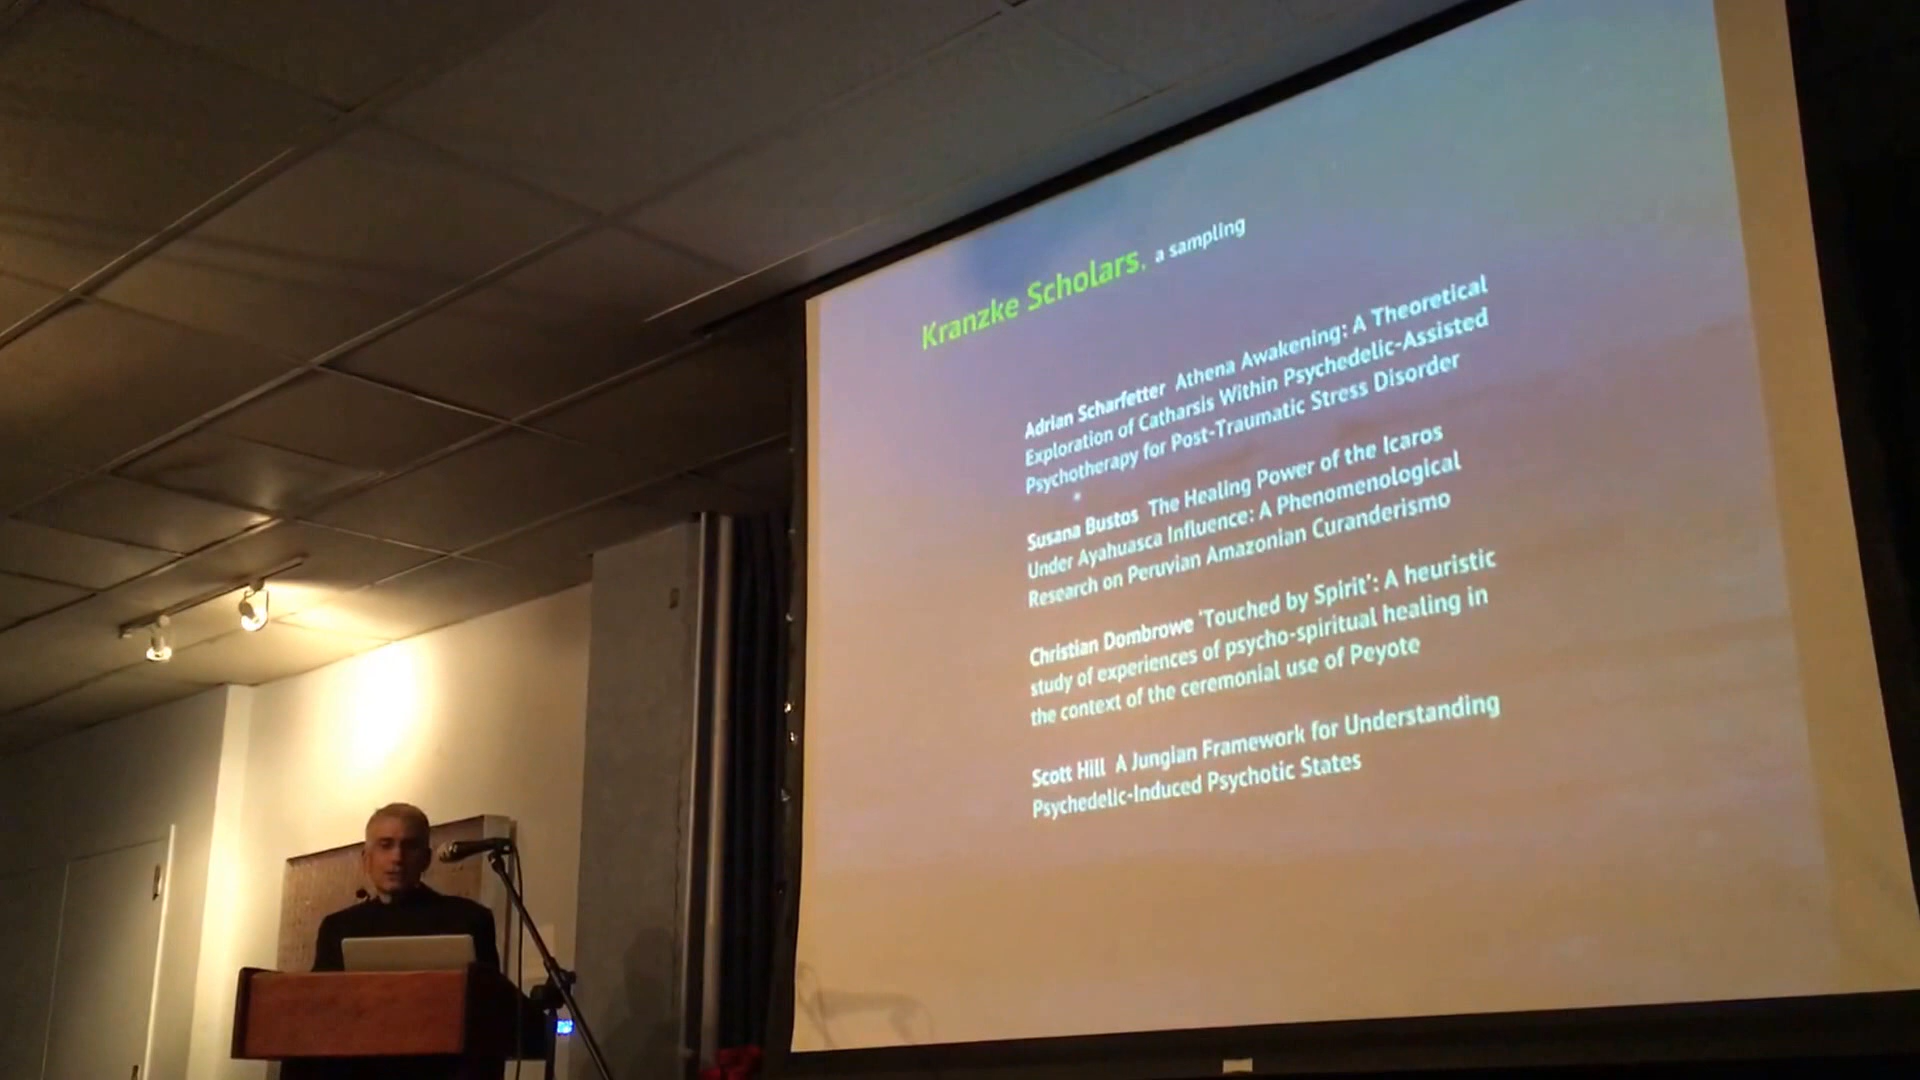 Kranzke Scholars, a sampling
Adrian Scharfetter Athena Awakening: A Theoretical
Exploration of Catharsis Within Psychedelic-Assisted
Psychotherapy for Post-Traumatic Stress Disorder
Susana Bustos The Healing Power of the Icaros
Under Ayahuasca Influence: A Phenomenological
Research on Peruvian Amazonian Curanderismo
Christian Dombrowe 'Touched by Spirit': A heuristic
study of experiences of psycho-spiritual healing in
the context of the ceremonial use of Peyote
Scott Hill A Jungian Framework for Understanding
Psychedelic-Induced Psychotic States